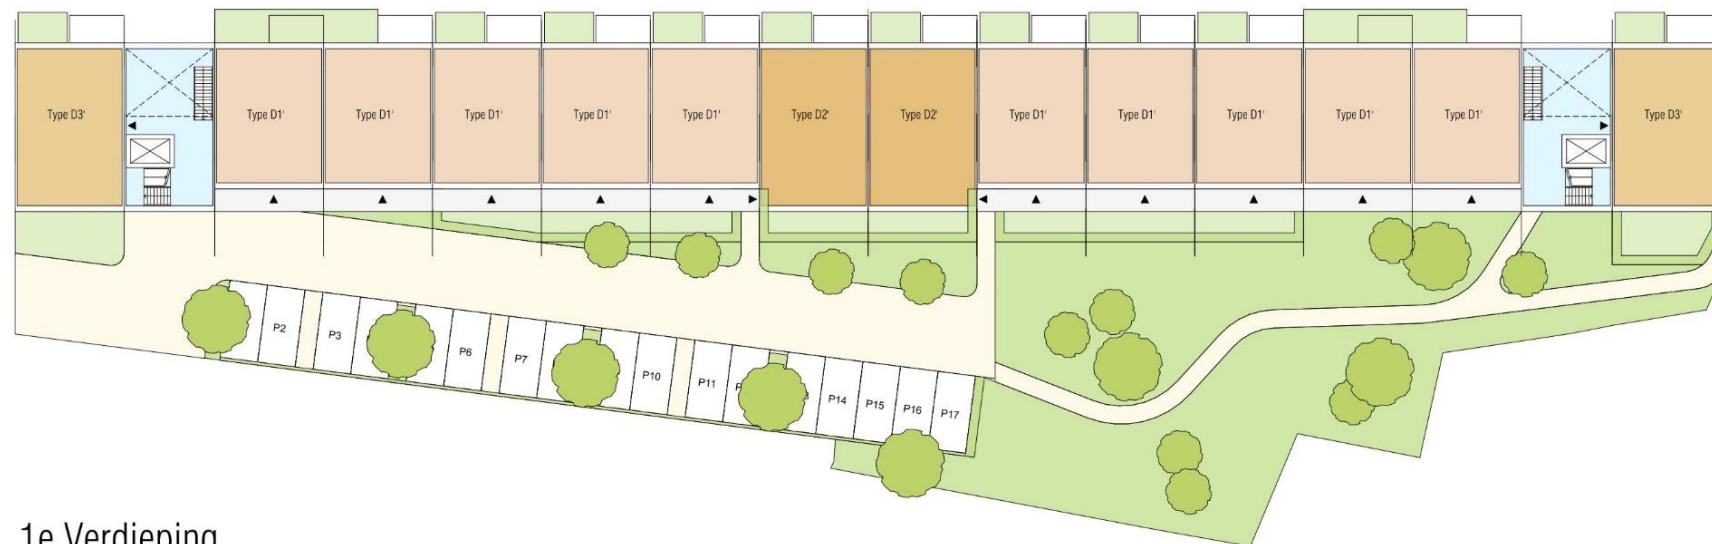 Type D3'
Type D1'
Type D1'
Type D1'
Type D1'
Type D1'
Type D2'
Type D2'
Type D1'
Type D1'
Type D1'
Type D1'
Type D1'
Type D3'
P2
P3
P6
P7
P10
P11
P14
P15
P16
P17
1e Verdieping